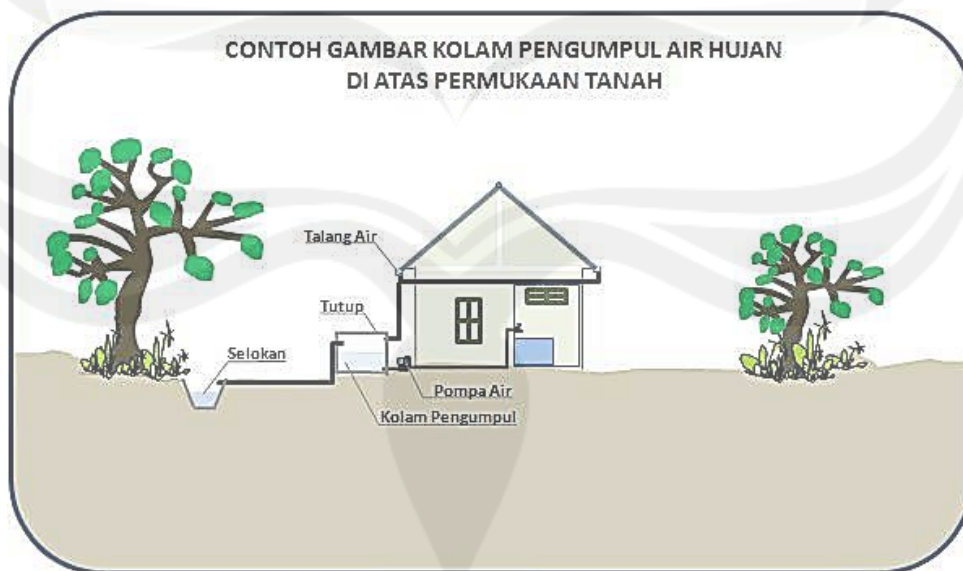 CONTOH GAMBAR KOLAM PENGUMPUL AIR HUJAN
DI ATAS PERMUKAAN TANAH
Talang Air
Tutup
Selokan
Pompa Air
Kolam Pengumpul